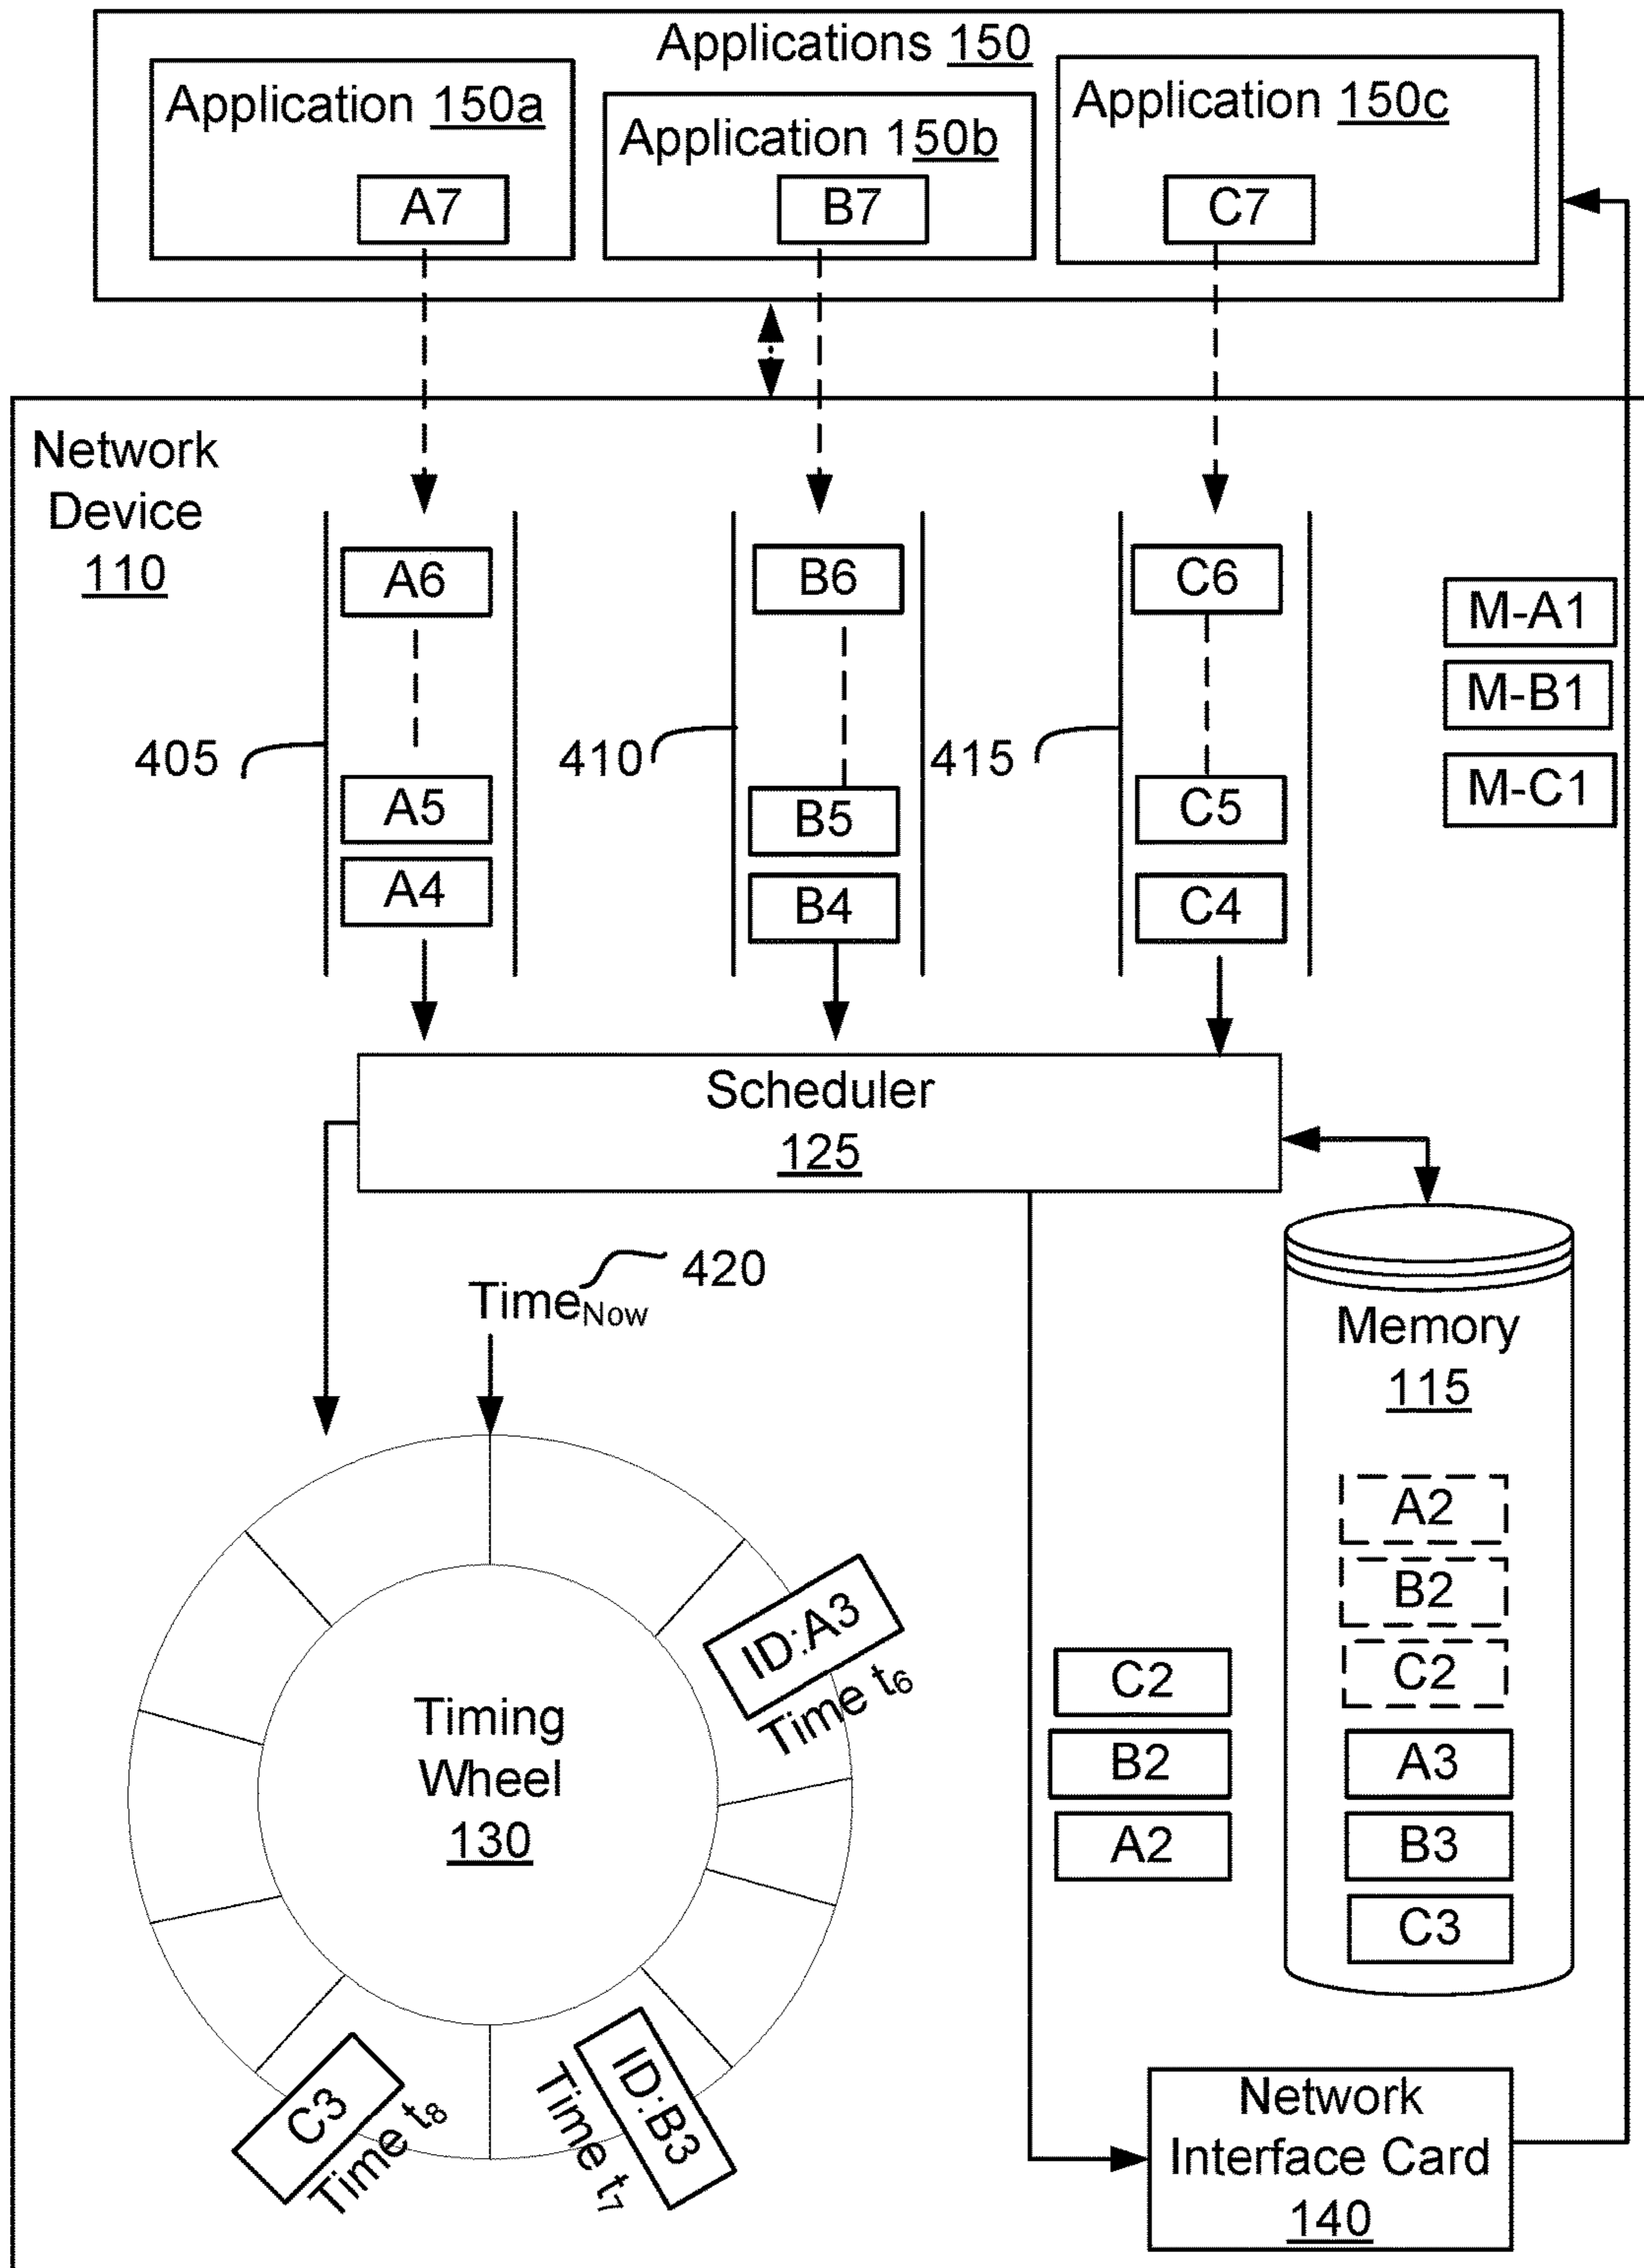 Applications 150
Application 150a
Application 150b
Application 150c
A7
B7
C7
Network
Device
110
A6
B6
C6
M-A1
M-B1
M-C1
405
410
415
A5
B5
C5
A4
B4
C4
Scheduler
125
420
TimeNow
Memory
115
A2
B2
C2
A3
B3
C3
ID:A3
Time t6
Timing
Wheel
130
C2
B2
A2
C3
Time t8
ID:B3
Time t7
Network
Interface Card
140